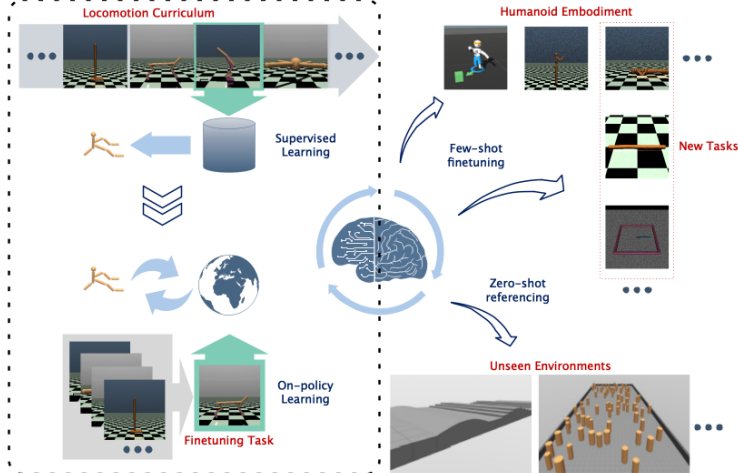 Locomotion Curriculum
Humanoid Embodiment
Supervised
Learning
Few-shot
finetuning
New Tasks
Zero-shot
referencing
Unseen Environments
On-policy
Learning
Finetuning Task